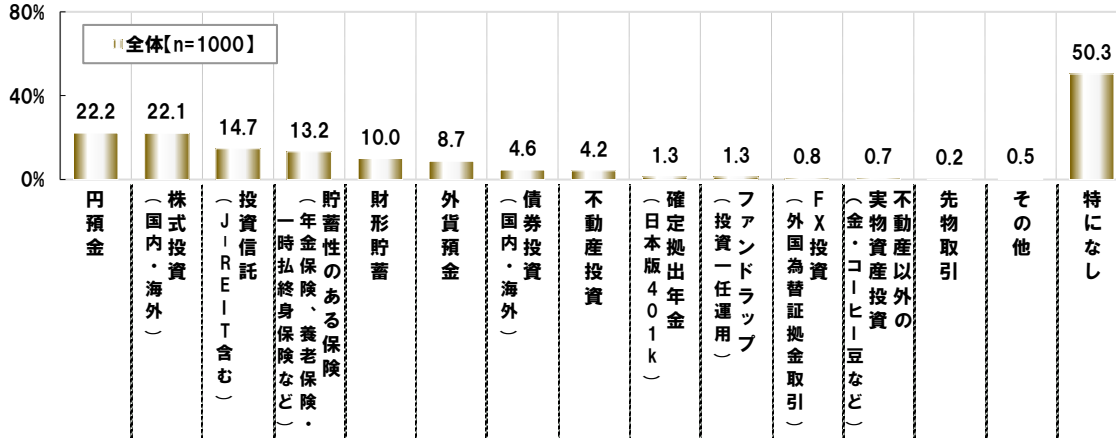 80%
全体【n=1000】
40%
0%
22.2
22.1
14.7
13.2
10.0
8.7
4.6
4.2
1.3
1.3
0.8
0.7
0.2
0.5
50.3
円預金
株式投資
（国内・海外）
投資信託
（J-REIT含む）
貯蓄性のある保険
（年金保険、養老保険・
一時払終身保険など）
財形貯蓄
外貨預金
債券投資
（国内・海外）
不動産投資
確定拠出年金
（日本版401k）
ファンドラップ
（投資一任運用）
FX投資
（外国為替証拠金取引）
不動産以外の
実物資産投資
（金・コーヒー豆など）
先物取引
その他
特になし